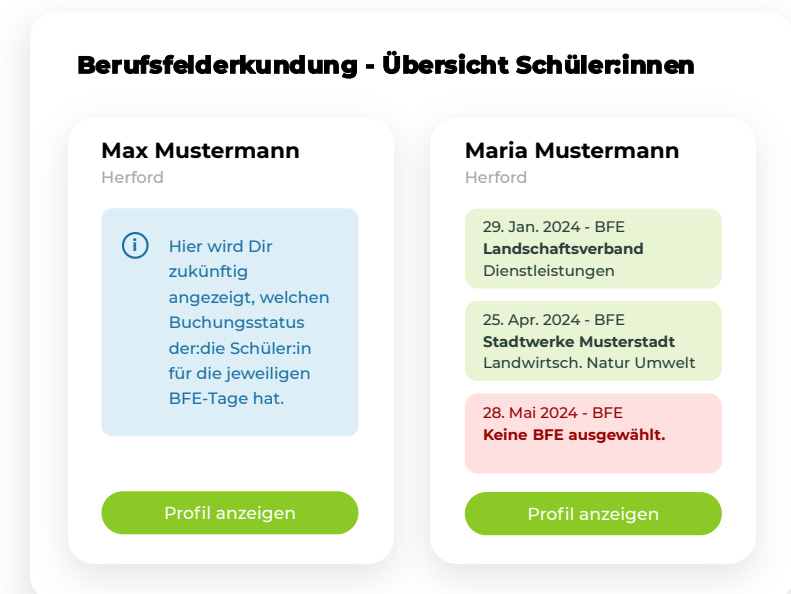 Berufsfelderkundung - Übersicht Schüler:innen
Max Mustermann
Herford
Hier wird Dir
zukünftig
angezeigt, welchen
Buchungsstatus
der:die Schüler:in
für die jeweiligen
BFE-Tage hat.
Profil anzeigen
Maria Mustermann
Herford
29. Jan. 2024 - BFE
Landschaftsverband
Dienstleistungen
25. Apr. 2024 - BFE
Stadtwerke Musterstadt
Landwirtsch. Natur Umwelt
28. Mai 2024 - BFE
Keine BFE ausgewählt.
Profil anzeigen